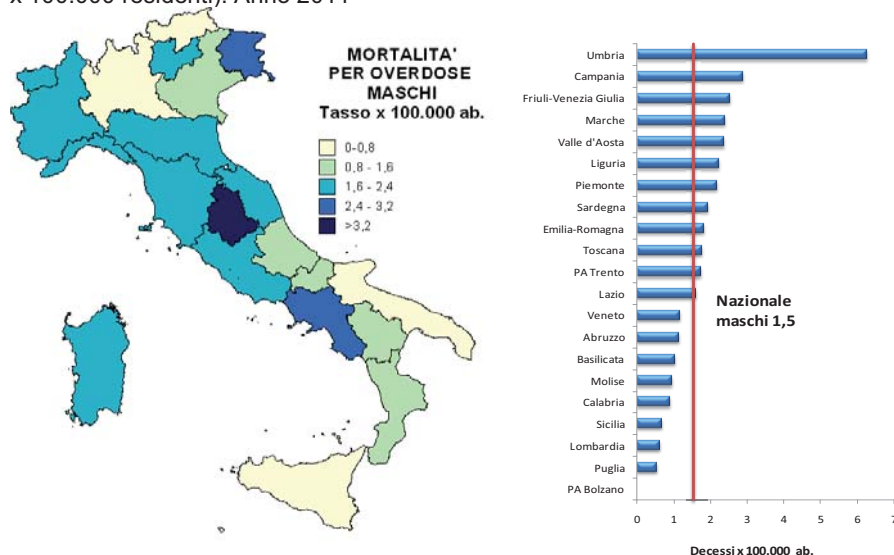 x 100.000 residenti). Anno 2011
MORTALITA'
PER OVERDOSE
MASCHI
Tasso x 100.000 ab.
0-0,8
0,8 - 1,6
1,6 - 2,4
2,4 - 3,2
>3,2
Umbria
Campania
Friuli-Venezia Giulia
Marche
Valle d'Aosta
Liguria
Piemonte
Sardegna
Emilia-Romagna
Toscana
PA Trento
Lazio
Veneto
Abruzzo
Basilicata
Molise
Calabria
Sicilia
Lombardia
Puglia
PA Bolzano
Nazionale
maschi 1,5
0 1 2 3 4 5 6 7
Decessi x 100.000 ab.